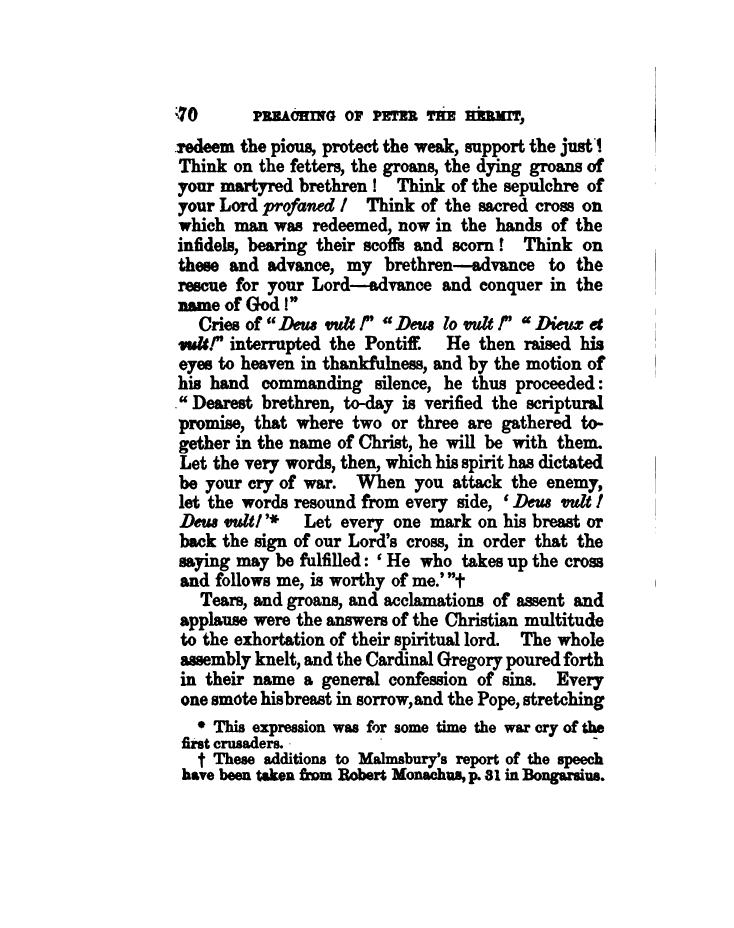 70 PREACHING OF PETER THE HERMIT,
redeem the pious, protect the weak, support the just!
Think on the fetters, the groans, the dying groans of
your martyred brethren! Think of the sepulchre of
your Lord profaned! Think of the sacred cross on
which man was redeemed, now in the hands of the
infidels, bearing their scoffs and scorn! Think on
these and advance, my brethren—advance to the
rescue for your Lord—advance and conquer in the
name of God!"
Cries of "Deus vult!" "Deus lo vult!" "Dieux et
vult!" interrupted the Pontiff. He then raised his
eyes to heaven in thankfulness, and by the motion of
his hand commanding silence, he thus proceeded:
"Dearest brethren, to-day is verified the scriptural
promise, that where two or three are gathered to-
gether in the name of Christ, he will be with them.
Let the very words, then, which his spirit has dictated
be your cry of war. When you attack the enemy,
let the words resound from every side, 'Deus vult!
Deus vult!'* Let every one mark on his breast or
back the sign of our Lord's cross, in order that the
saying may be fulfilled: 'He who takes up the cross
and follows me, is worthy of me.'"†
Tears, and groans, and acclamations of assent and
applause were the answers of the Christian multitude
to the exhortation of their spiritual lord. The whole
assembly knelt, and the Cardinal Gregory poured forth
in their name a general confession of sins. Every
one smote his breast in sorrow, and the Pope, stretching
* This expression was for some time the war cry of the
first crusaders.
† These additions to Malmsbury's report of the speech
have been taken from Robert Monachus, p. 31 in Bongarsius.